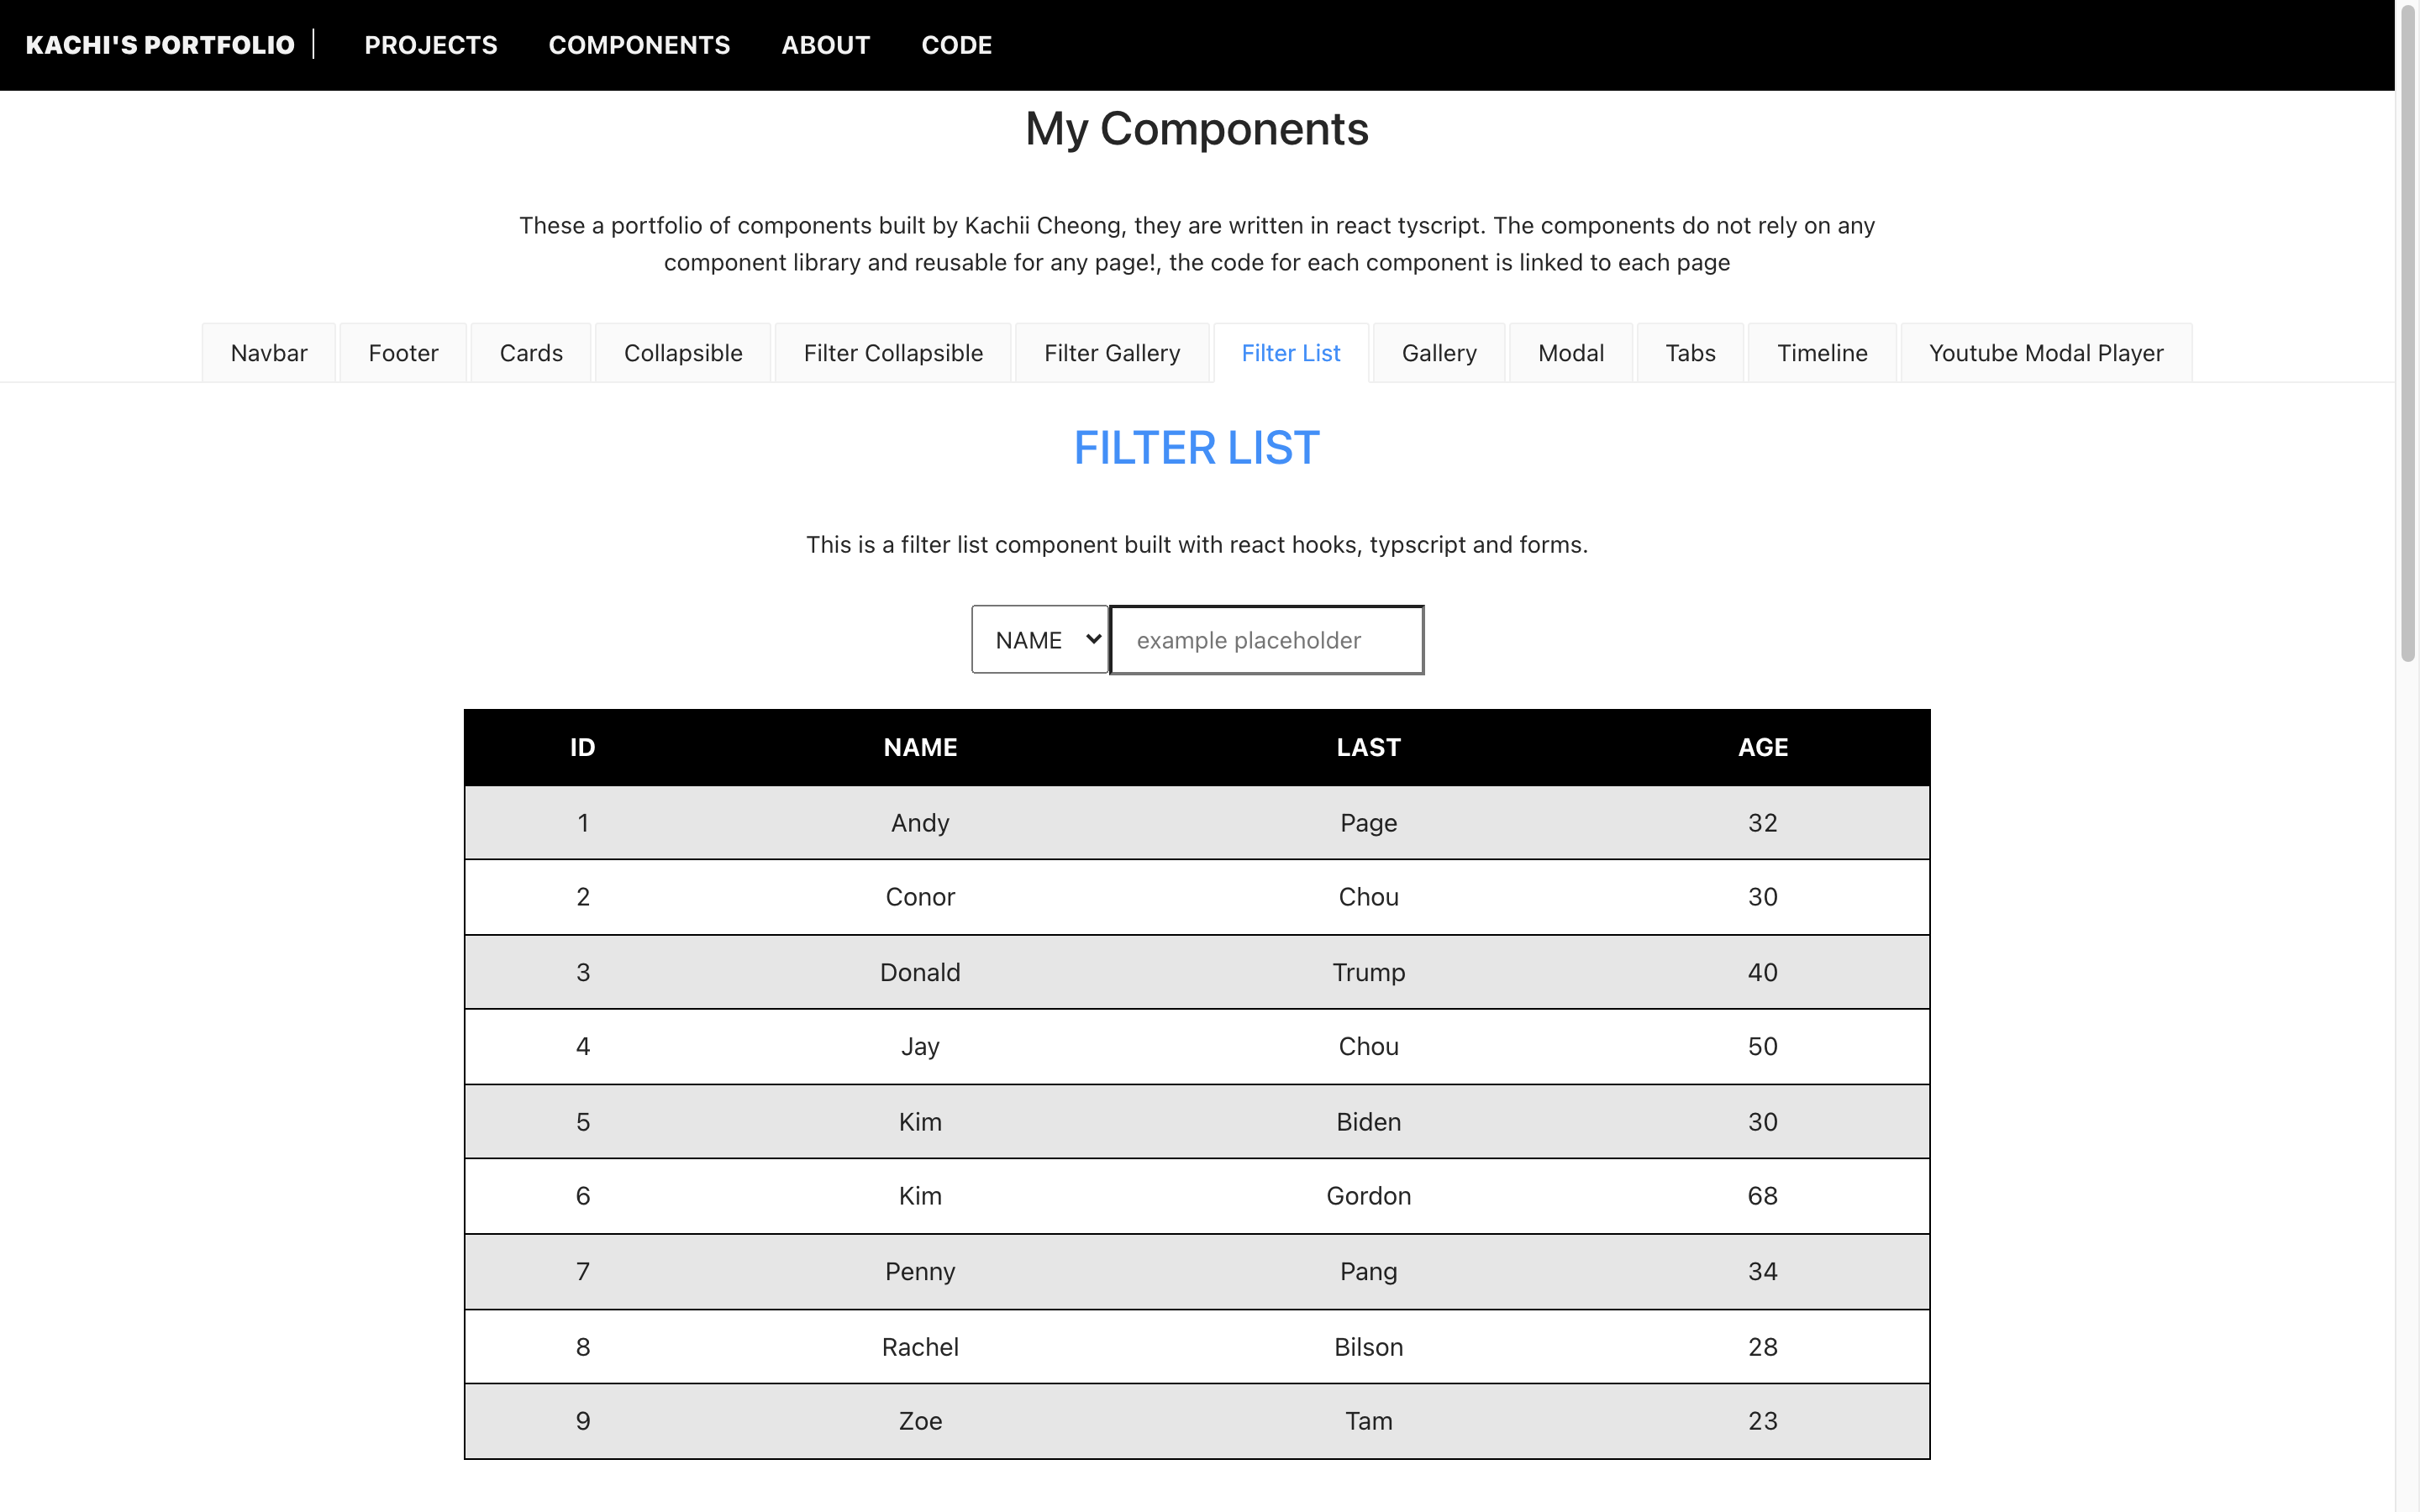 KACHI'S PORTFOLIO PROJECTS COMPONENTS ABOUT CODE
My Components
These a portfolio of components built by Kachii Cheong, they are written in react tyscript. The components do not rely on any
component library and reusable for any page!, the code for each component is linked to each page
Navbar Footer Cards Collapsible Filter Collapsible Filter Gallery Filter List Gallery Modal Tabs Timeline Youtube Modal Player
FILTER LIST
This is a filter list component built with react hooks, typscript and forms.
NAME example placeholder
ID NAME LAST AGE
1 Andy Page 32
2 Conor Chou 30
3 Donald Trump 40
4 Jay Chou 50
5 Kim Biden 30
6 Kim Gordon 68
7 Penny Pang 34
8 Rachel Bilson 28
9 Zoe Tam 23